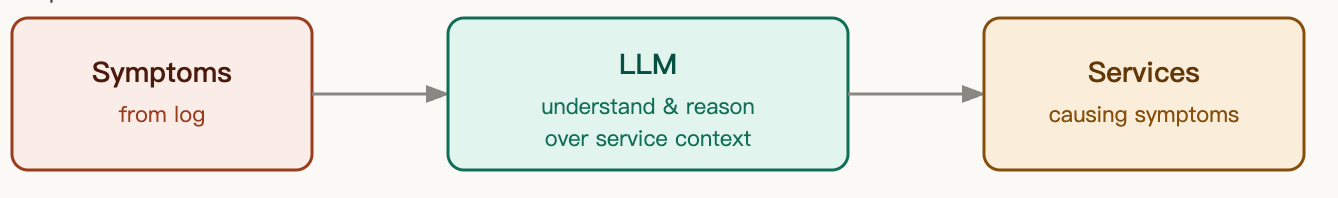 Symptoms
from log
LLM
understand & reason
over service context
Services
causing symptoms